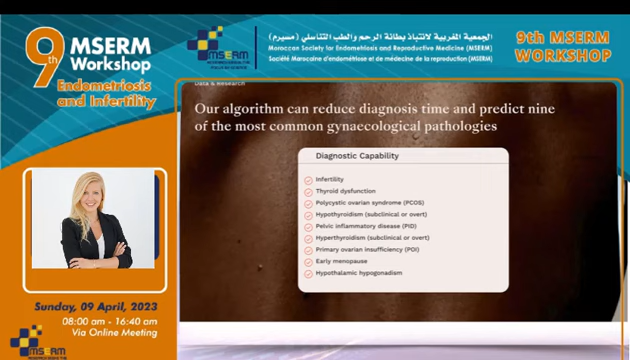 9th
MSERM
Workshop
Endometriosis
and Infertility
MSERM
الجمعية المغربية لانتباذ بطانة الرحم والطب التناسلي (مسيرم)
Moroccan Society for Endometriosis and Reproductive Medicine (MSERM)
Société Marocaine d'endométriose et de médecine de la reproduction (MSERM)
9th MSERM
WORKSHOP
Data & Research
Our algorithm can reduce diagnosis time and predict nine
of the most common gynaecological pathologies
Diagnostic Capability
Infertility
Thyroid dysfunction
Polycystic ovarian syndrome (PCOS)
Hypothyroidism (subclinical or overt)
Pelvic inflammatory disease (PID)
Hyperthyroidism (subclinical or overt)
Primary ovarian insufficiency (POI)
Early menopause
Hypothalamic hypogonadism
Sunday, 09 April, 2023
08:00 am - 16:40 am
Via Online Meeting
MSERM